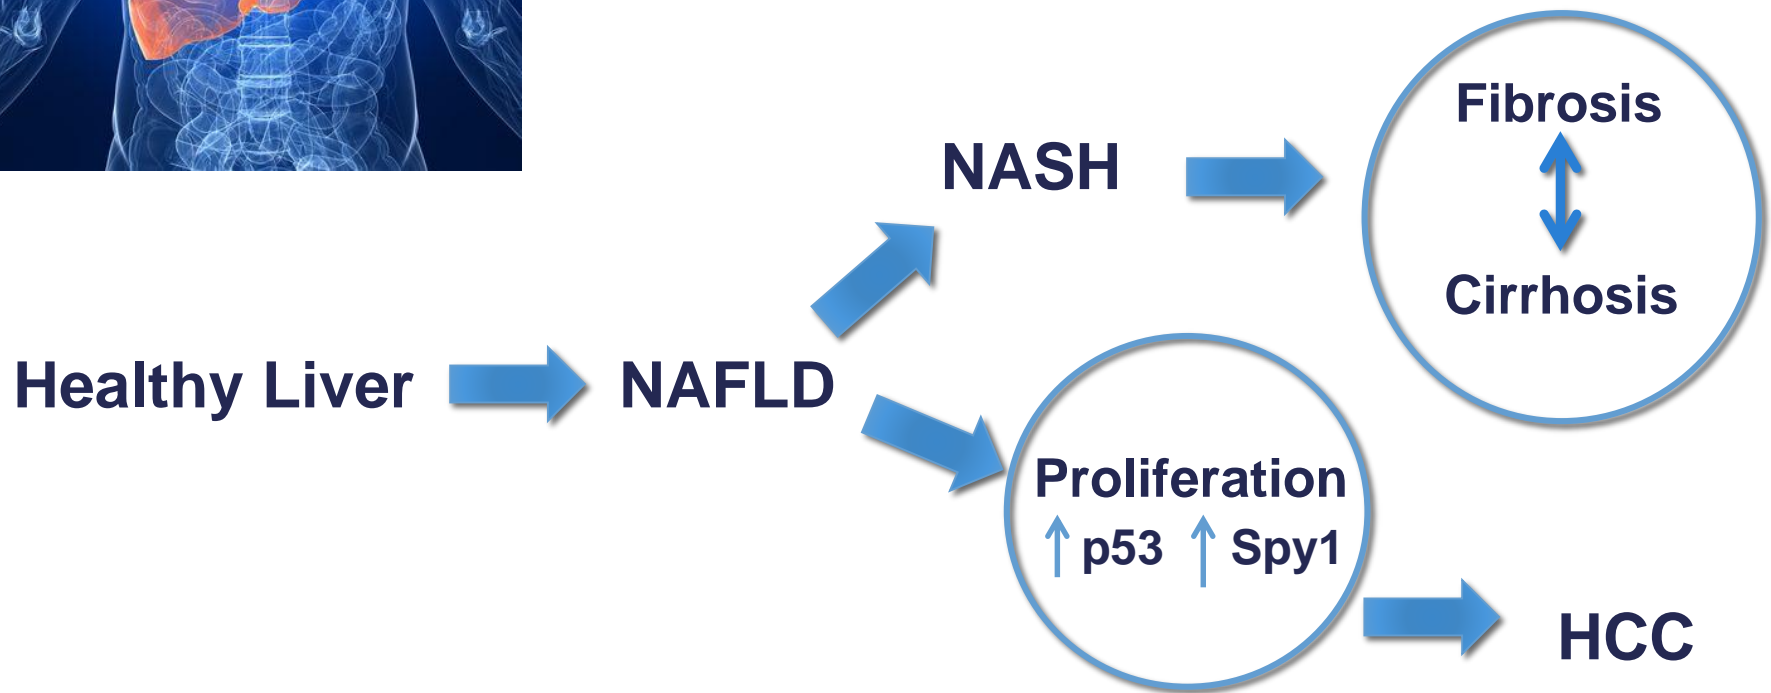 Fibrosis
NASH
Cirrhosis
Healthy Liver
NAFLD
Proliferation
p53 Spy1
HCC